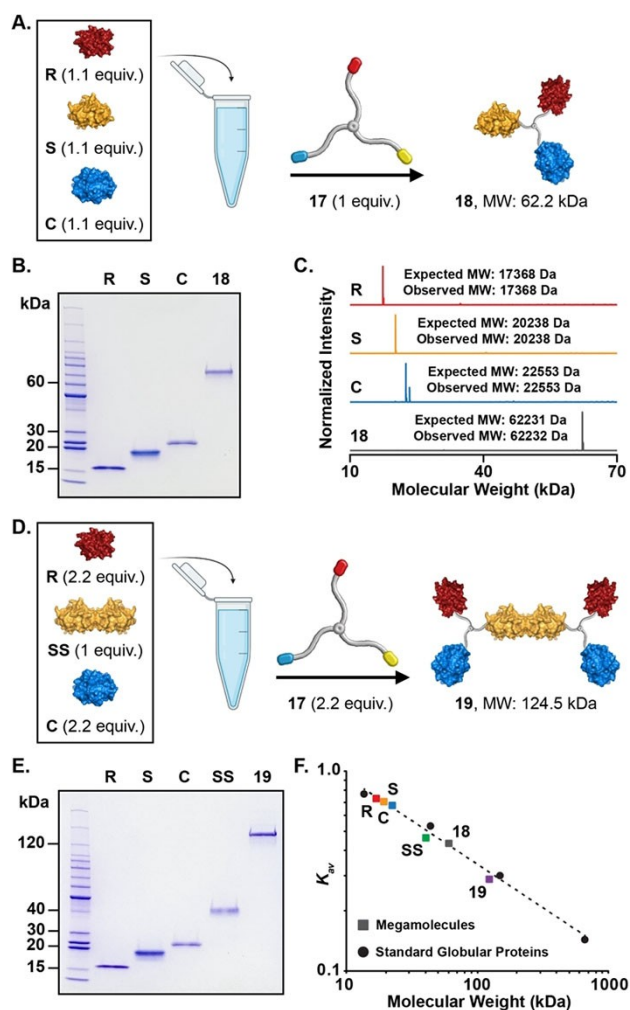 A.
R (1.1 equiv.)
S (1.1 equiv.)
C (1.1 equiv.)
17 (1 equiv.)
18, MW: 62.2 kDa
B.
R S C 18
kDa
60
30
20
15
C.
Normalized Intensity
R
Expected MW: 17368 Da
Observed MW: 17368 Da
S
Expected MW: 20238 Da
Observed MW: 20238 Da
C
Expected MW: 22553 Da
Observed MW: 22553 Da
18
Expected MW: 62231 Da
Observed MW: 62232 Da
10 40 70
Molecular Weight (kDa)
D.
R (2.2 equiv.)
SS (1 equiv.)
C (2.2 equiv.)
17 (2.2 equiv.)
19, MW: 124.5 kDa
E.
R S C SS 19
kDa
120
40
30
20
15
F.
1.0
Kav
0.1
R
C
S
SS
18
19
Megamolecules
Standard Globular Proteins
10 100 1000
Molecular Weight (kDa)